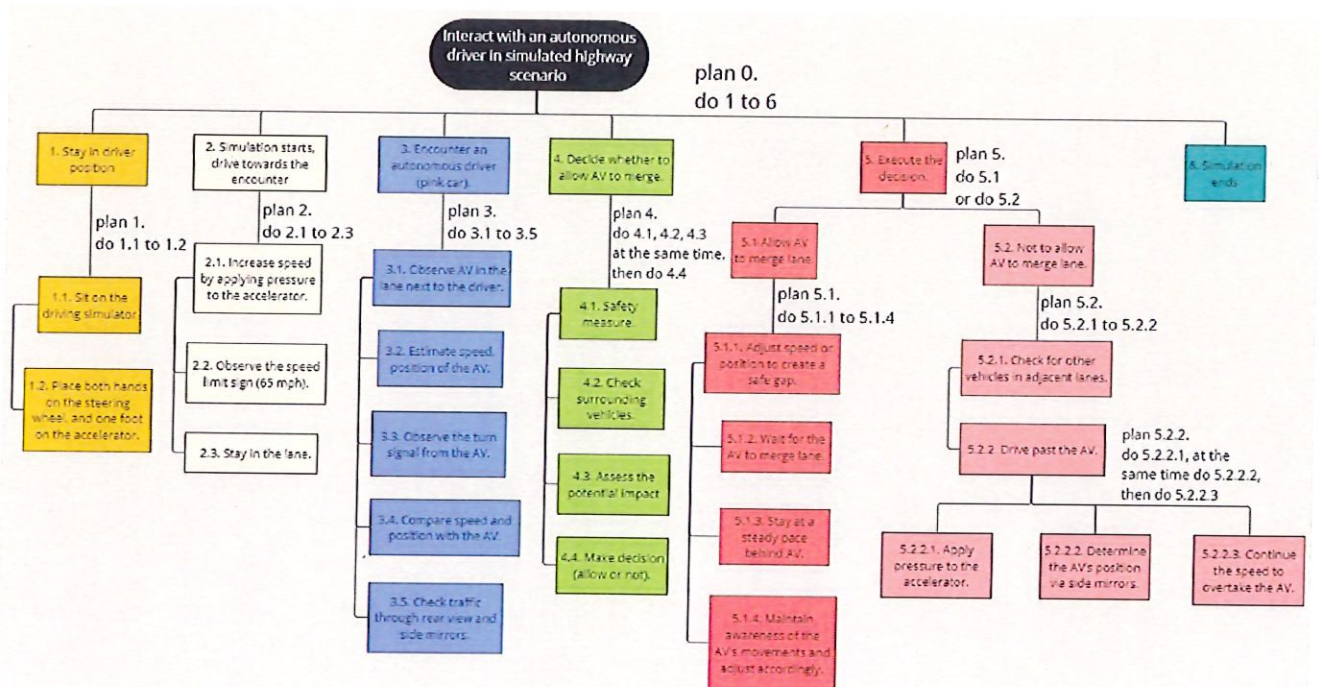 Interact with an autonomous
driver in simulated highway
scenario
plan 0.
do 1 to 6
1. Stay in driver
position
2. Simulation starts,
drive towards the
encounter
3. Encounter an
autonomous driver
(pink car).
4. Decide whether to
allow AV to merge.
5. Execute the
decision.
plan 5.
do 5.1
or do 5.2
6. Simulation
ends
plan 1.
do 1.1 to 1.2
1.1. Sit on the
driving simulator
1.2. Place both hands
on the steering
wheel, and one foot
on the accelerator.
plan 2.
do 2.1 to 2.3
2.1. Increase speed
by applying pressure
to the accelerator.
2.2. Observe the speed
limit sign (65 mph).
2.3. Stay in the lane.
plan 3.
do 3.1 to 3.5
3.1. Observe AV in the
lane next to the driver.
3.2. Estimate speed,
position of the AV.
3.3. Observe the turn
signal from the AV.
3.4. Compare speed and
position with the AV.
3.5. Check traffic
through rear view and
side mirrors.
plan 4.
do 4.1, 4.2, 4.3
at the same time,
then do 4.4
4.1. Safety
measure.
4.2. Check
surrounding
vehicles.
4.3. Assess the
potential impact
4.4. Make decision
(allow or not).
5.1 Allow AV
to merge lane.
plan 5.1.
do 5.1.1 to 5.1.4
5.1.1. Adjust speed or
position to create a
safe gap.
5.1.2. Wait for the
AV to merge lane.
5.1.3. Stay at a
steady pace
behind AV.
5.1.4. Maintain
awareness of the
AV's movements and
adjust accordingly.
5.2. Not to allow
AV to merge lane.
plan 5.2.
do 5.2.1 to 5.2.2
5.2.1. Check for other
vehicles in adjacent lanes.
5.2.2 Drive past the AV.
plan 5.2.2.
do 5.2.2.1, at the
same time do 5.2.2.2,
then do 5.2.2.3
5.2.2.1. Apply
pressure to the
accelerator.
5.2.2.2. Determine
the AV's position
via side mirrors.
5.2.2.3. Continue
the speed to
overtake the AV.